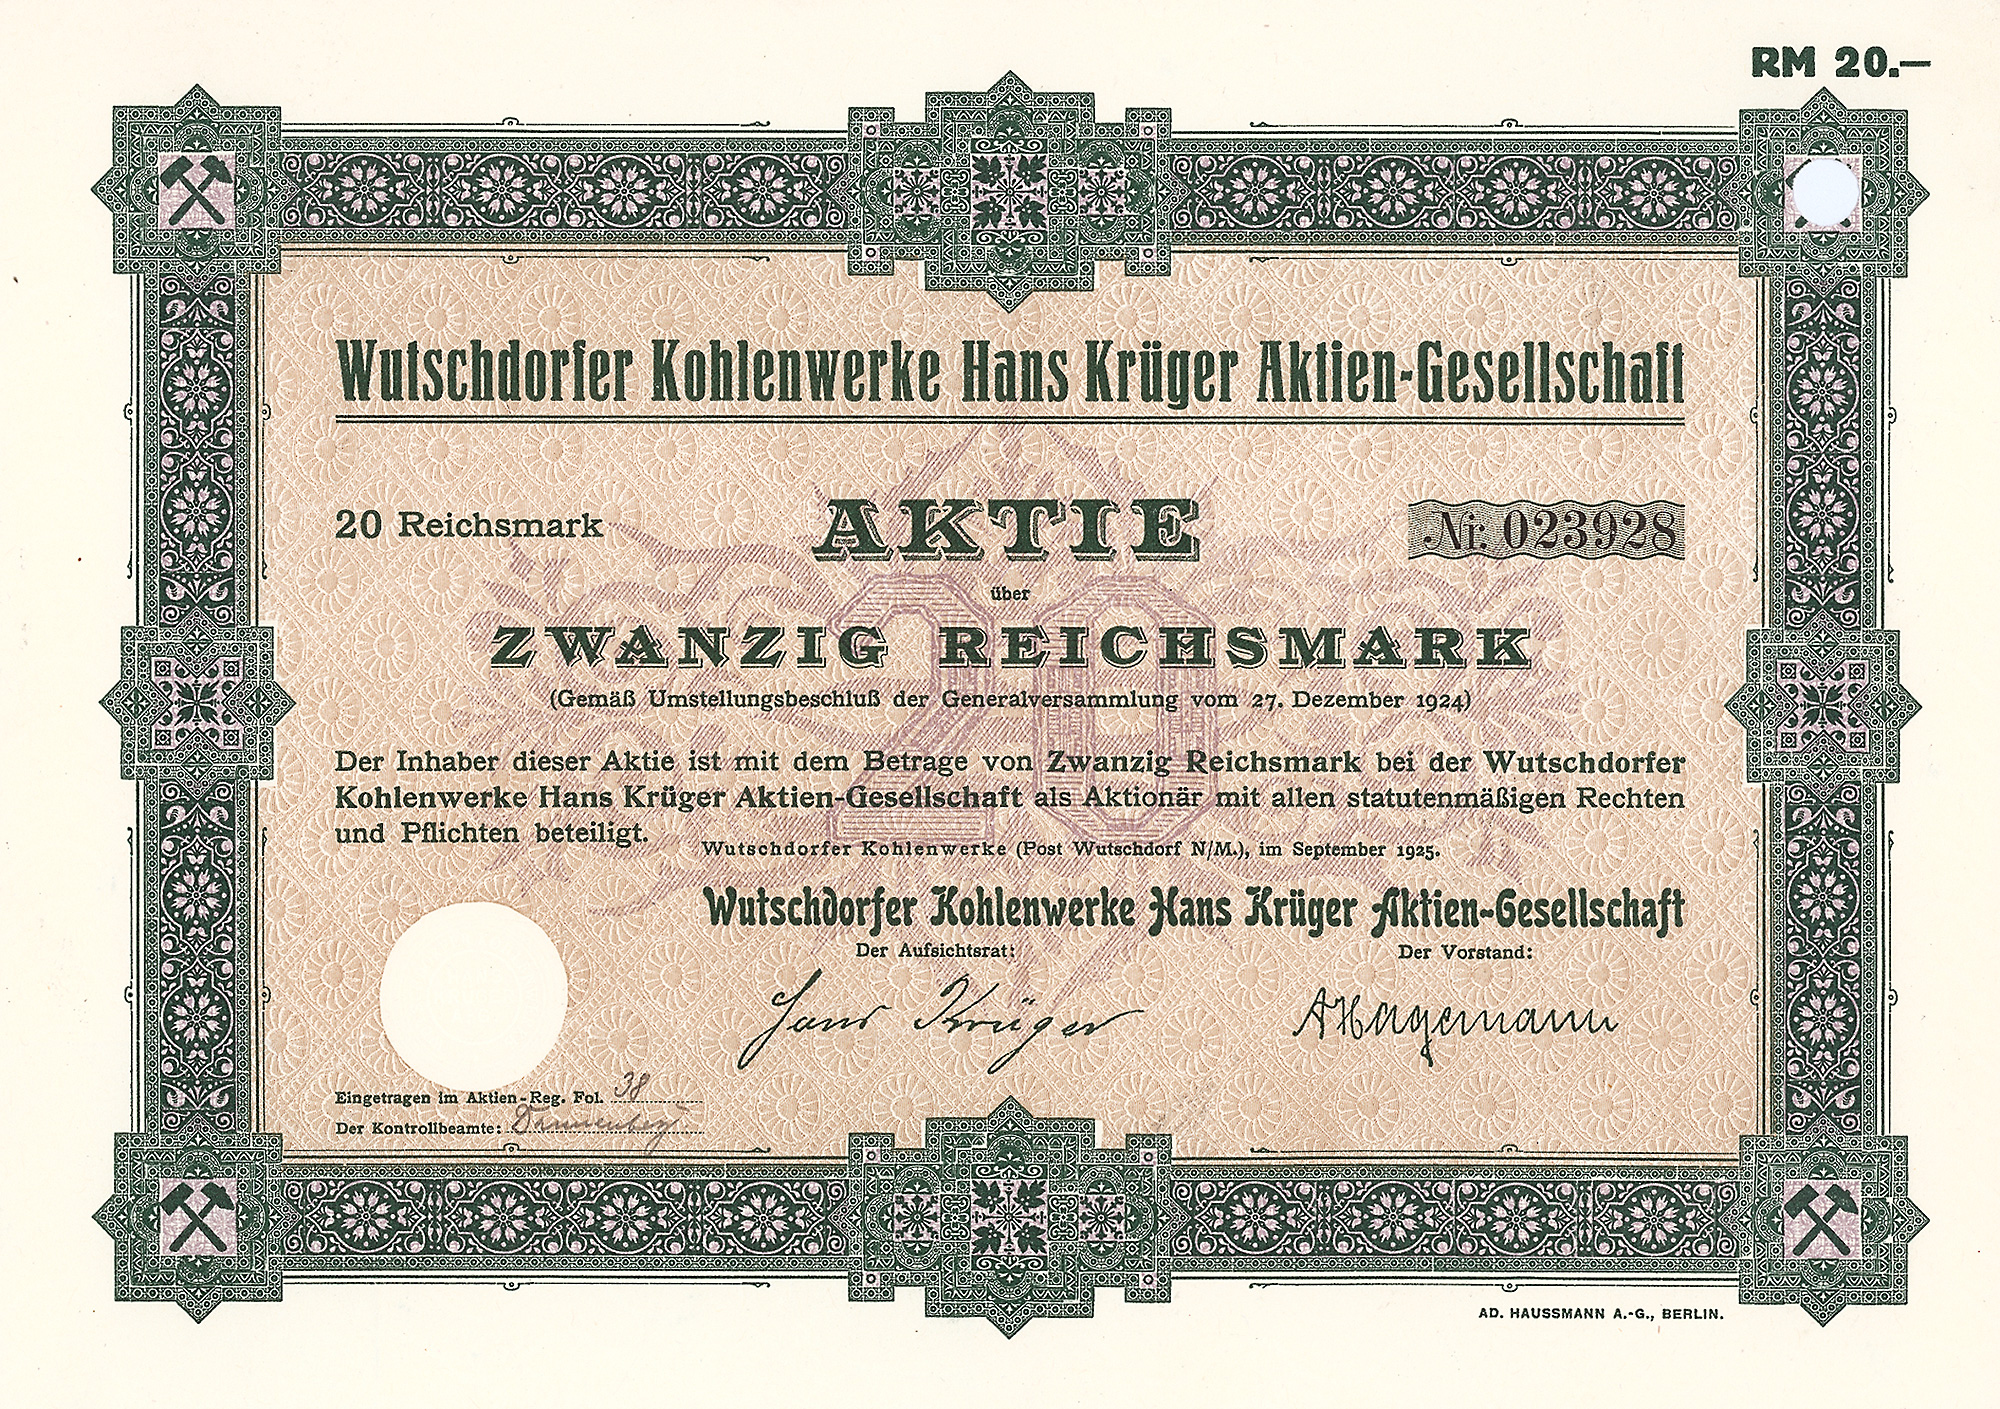 RM 20.—
Wutschdorfer Kohlenwerke Hans Krüger Aktien-Gesellschaft
20 Reichsmark
AKTIE
Nr. 023928
über
20
ZWANZIG REICHSMARK
(Gemäß Umstellungsbeschluß der Generalversammlung vom 27. Dezember 1924)
Der Inhaber dieser Aktie ist mit dem Betrage von Zwanzig Reichsmark bei der Wutschdorfer
Kohlenwerke Hans Krüger Aktien-Gesellschaft als Aktionär mit allen statutenmäßigen Rechten
und Pflichten beteiligt.
Wutschdorfer Kohlenwerke (Post Wutschdorf N/M.), im September 1925.
Wutschdorfer Kohlenwerke Hans Krüger Aktien-Gesellschaft
Der Aufsichtsrat:
Der Vorstand:
Hans Krüger
A Hagemann
Eingetragen im Aktien-Reg. Fol. 38
Der Kontrollbeamte:
AD. HAUSSMANN A.-G., BERLIN.